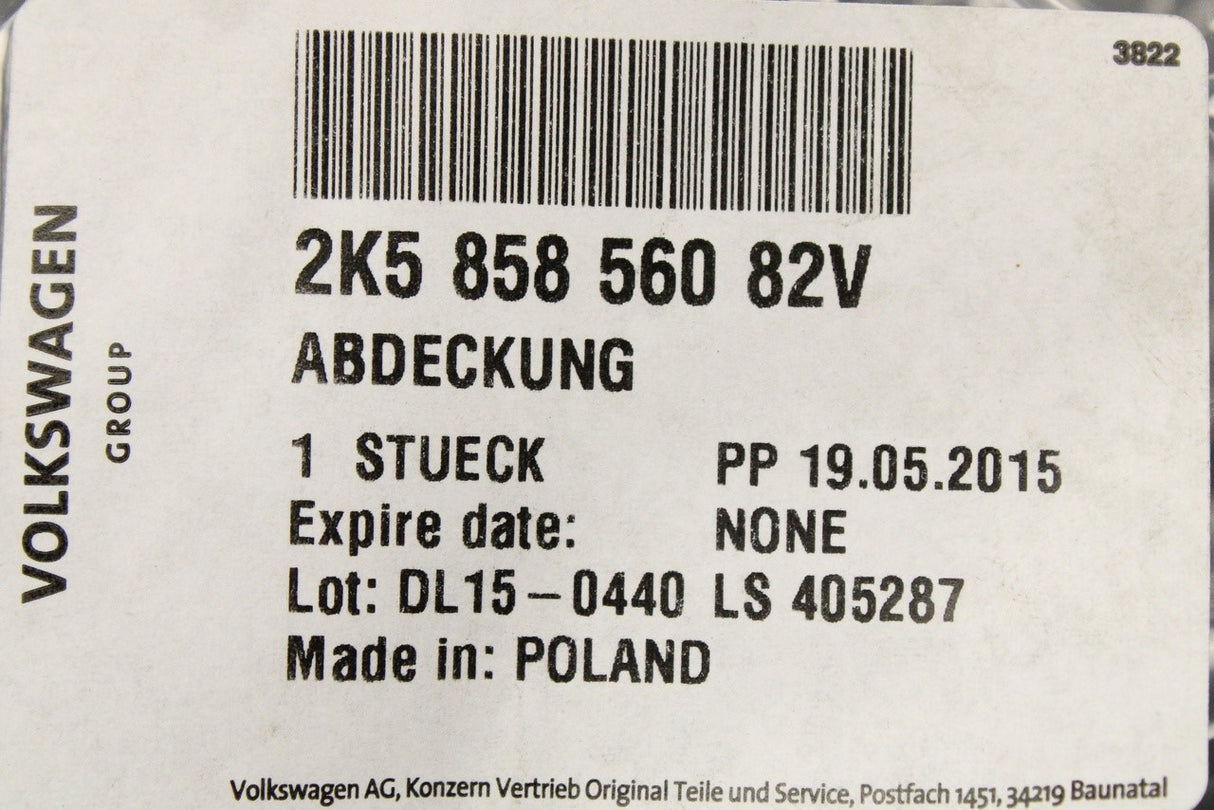 3822
2K5 858 560 82V
ABDECKUNG
1 STUECK PP 19.05.2015
Expire date: NONE
Lot: DL15-0440 LS 405287
Made in: POLAND
VOLKSWAGEN
GROUP
Volkswagen AG, Konzern Vertrieb Original Teile und Service, Postfach 1451, 34219 Baunatal